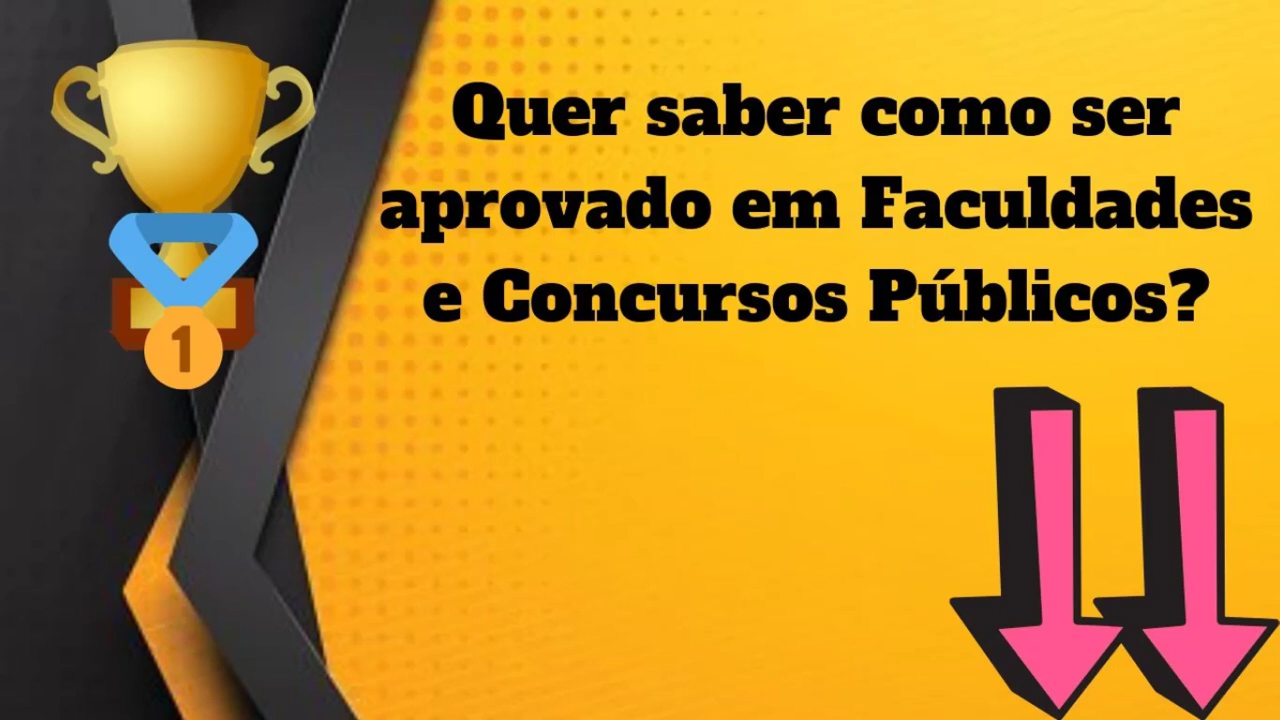 Quer saber como ser
aprovado em Faculdades
e Concursos Públicos?
1